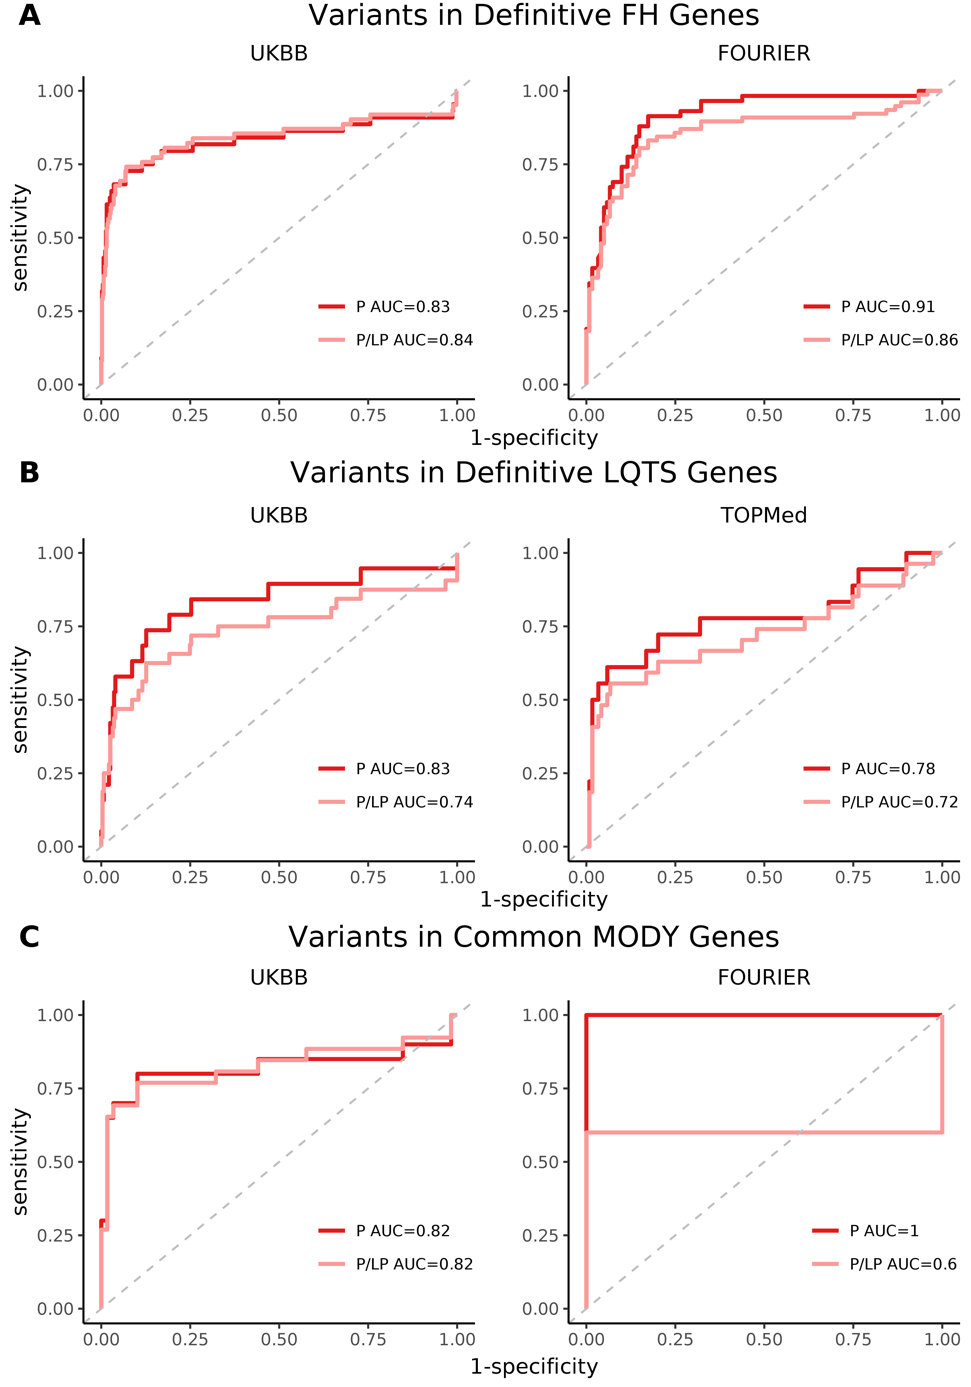 A Variants in Definitive FH Genes
UKBB FOURIER
sensitivity
1.00
0.75
0.50
0.25
0.00
P AUC=0.83
P/LP AUC=0.84
0.00 0.25 0.50 0.75 1.00
1.00
0.75
0.50
0.25
0.00
P AUC=0.91
P/LP AUC=0.86
0.00 0.25 0.50 0.75 1.00
1-specificity
B Variants in Definitive LQTS Genes
UKBB TOPMed
sensitivity
1.00
0.75
0.50
0.25
0.00
P AUC=0.83
P/LP AUC=0.74
0.00 0.25 0.50 0.75 1.00
1.00
0.75
0.50
0.25
0.00
P AUC=0.78
P/LP AUC=0.72
0.00 0.25 0.50 0.75 1.00
1-specificity
C Variants in Common MODY Genes
UKBB FOURIER
sensitivity
1.00
0.75
0.50
0.25
0.00
P AUC=0.82
P/LP AUC=0.82
0.00 0.25 0.50 0.75 1.00
1.00
0.75
0.50
0.25
0.00
P AUC=1
P/LP AUC=0.6
0.00 0.25 0.50 0.75 1.00
1-specificity